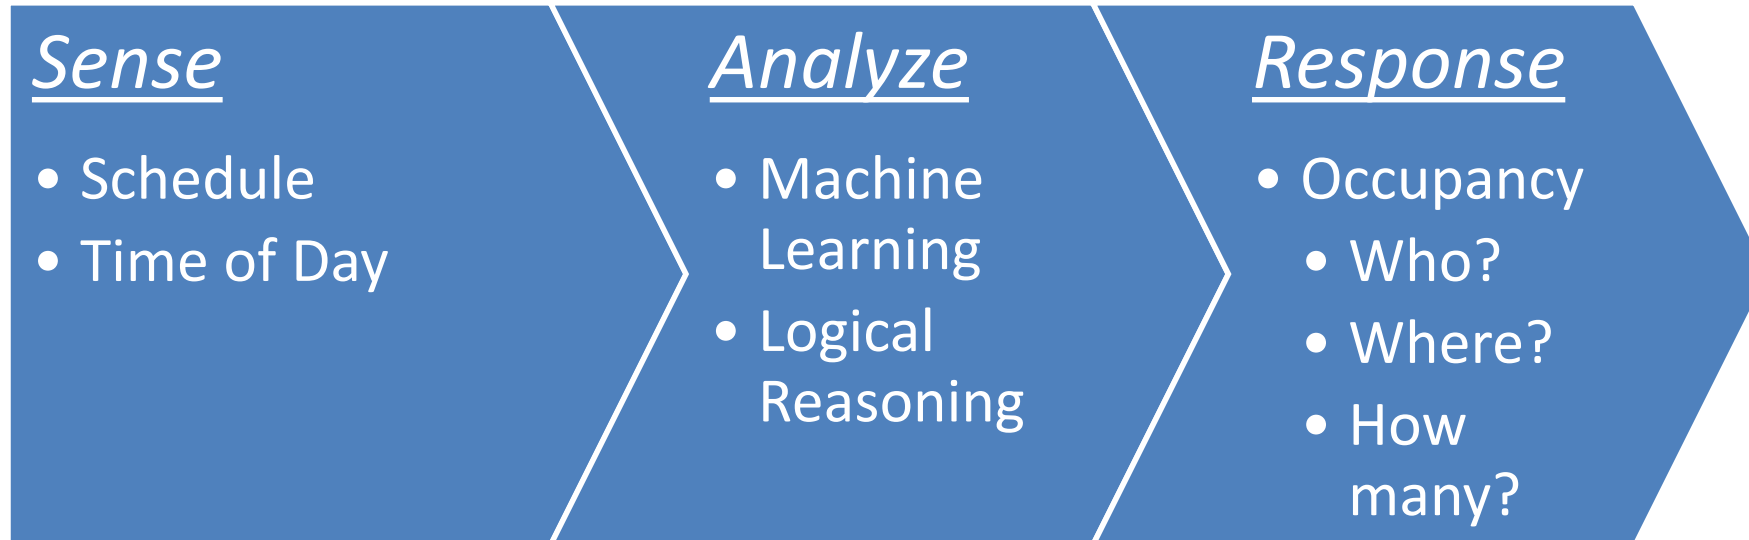 Sense
• Schedule
• Time of Day
Analyze
• Machine
Learning
• Logical
Reasoning
Response
• Occupancy
• Who?
• Where?
• How
many?